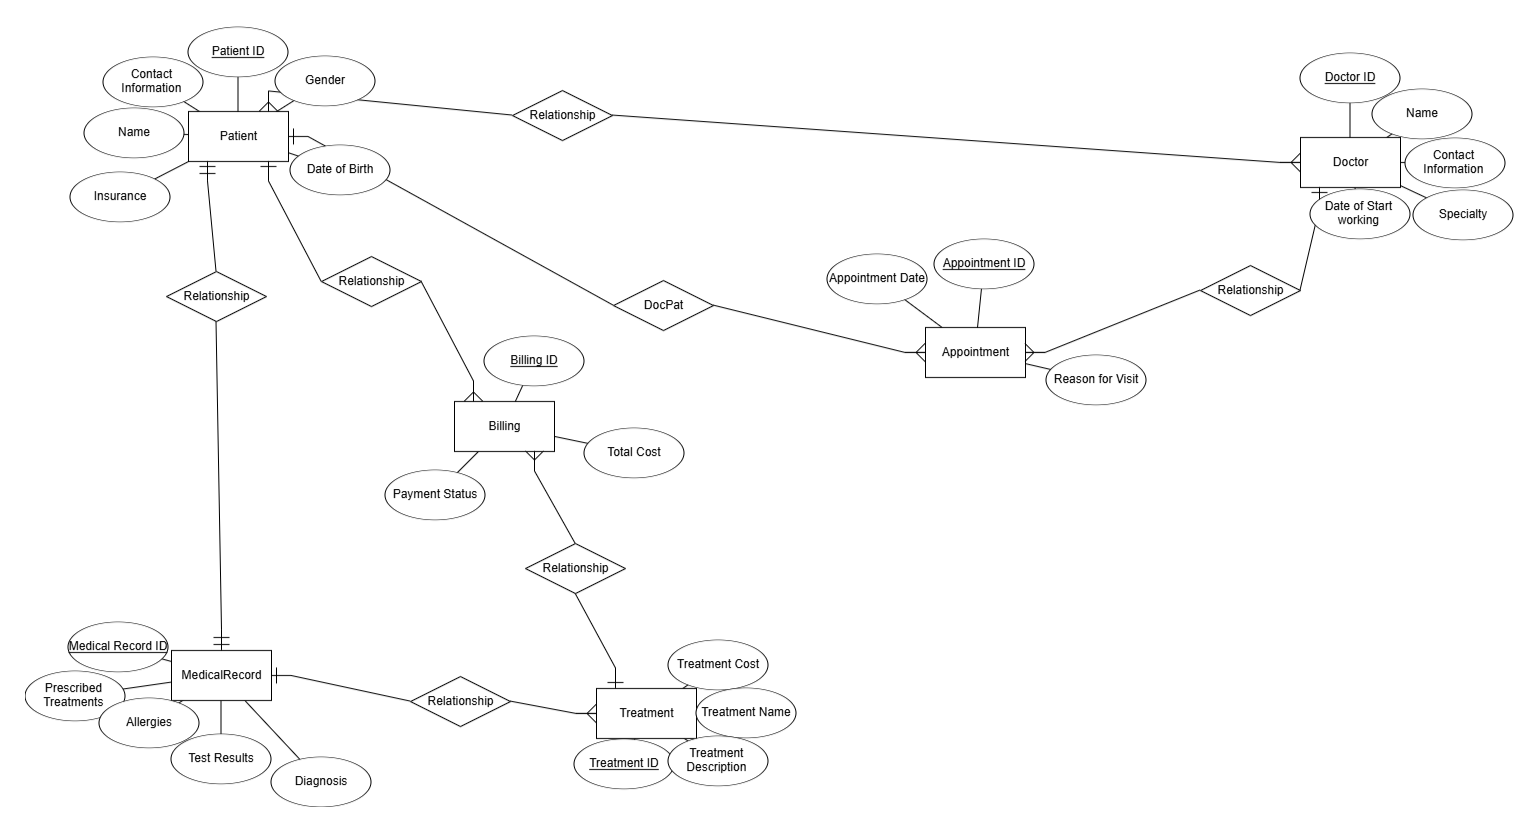 Patient ID
Contact
Information
Gender
Name
Patient
Insurance
Date of Birth
Relationship
Doctor ID
Name
Doctor
Contact
Information
Date of Start
working
Specialty
Relationship
Relationship
DocPat
Appointment Date
Appointment ID
Relationship
Appointment
Reason for Visit
Billing ID
Billing
Total Cost
Payment Status
Relationship
Medical Record ID
MedicalRecord
Prescribed
Treatments
Allergies
Test Results
Diagnosis
Relationship
Treatment Cost
Treatment
Treatment Name
Treatment ID
Treatment
Description